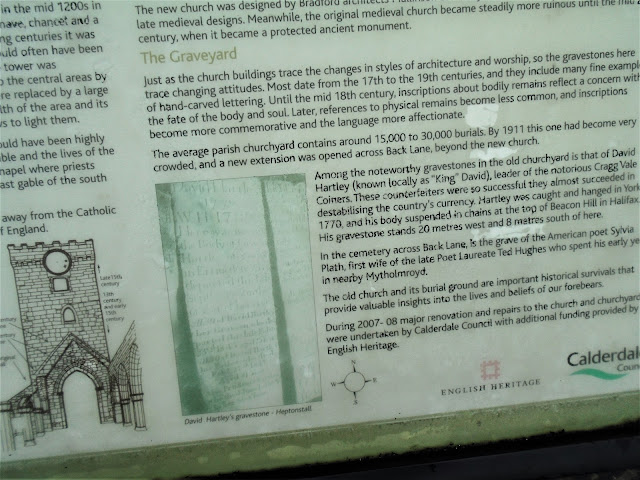 in the mid 1200s in
nave, chancel and a
ng centuries it was
uld often have been
tower was
o the central areas by
re replaced by a large
lth of the area and its
ws to light them.
ould have been highly
ble and the lives of the
hapel where priests
ast gable of the south
away from the Catholic
f England.
Late 15th
century
13th
century
and early
century
The new church was designed by Bradford architects
late medieval designs. Meanwhile, the original medieval church became steadily more ruinous until the mid
century, when it became a protected ancient monument.
The Graveyard
Just as the church buildings trace the changes in styles of architecture and worship, so the gravestones here
trace changing attitudes. Most date from the 17th to the 19th centuries, and they include many fine exampl
of hand-carved lettering. Until the mid 18th century, inscriptions about bodily remains reflect a concern with
the fate of the body and soul. Later, references to physical remains become less common, and inscriptions
become more commemorative and the language more affectionate.
The average parish churchyard contains around 15,000 to 30,000 burials. By 1911 this one had become very
crowded, and a new extension was opened across Back Lane, beyond the new church.
Among the noteworthy gravestones in the old churchyard is that of David
Hartley (known locally as "King" David), leader of the notorious Cragg Vale
Coiners. These counterfeiters were so successful they almost succeeded in
destabilising the country's currency. Hartley was caught and hanged in York
1770, and his body suspended in chains at the top of Beacon Hill in Halifax.
His gravestone stands 20 metres west and 8 metres south of here.
In the cemetery across Back Lane, is the grave of the American poet Sylvia
Plath, first wife of the late Poet Laureate Ted Hughes who spent his early ye
in nearby Mytholmroyd.
The old church and its burial ground are important historical survivals that
provide valuable insights into the lives and beliefs of our forebears.
During 2007- 08 major renovation and repairs to the church and churchyard
were undertaken by Calderdale Council with additional funding provided by
English Heritage.
David Hartley's gravestone - Heptonstall
N
W
E
S
ENGLISH HERITAGE
Calderdale
Counc